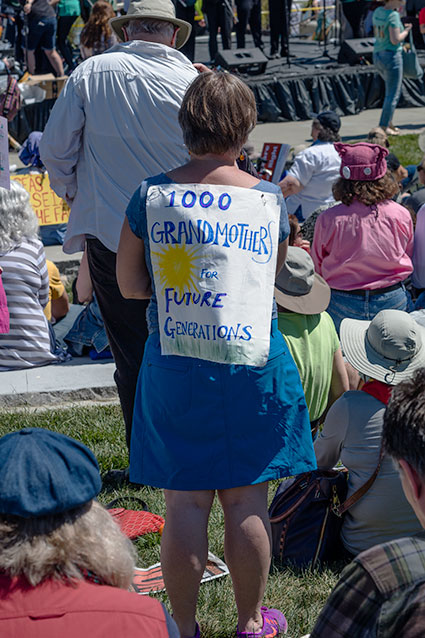 1000
GRANDMOTHERS
FOR
FUTURE
GENERATIONS